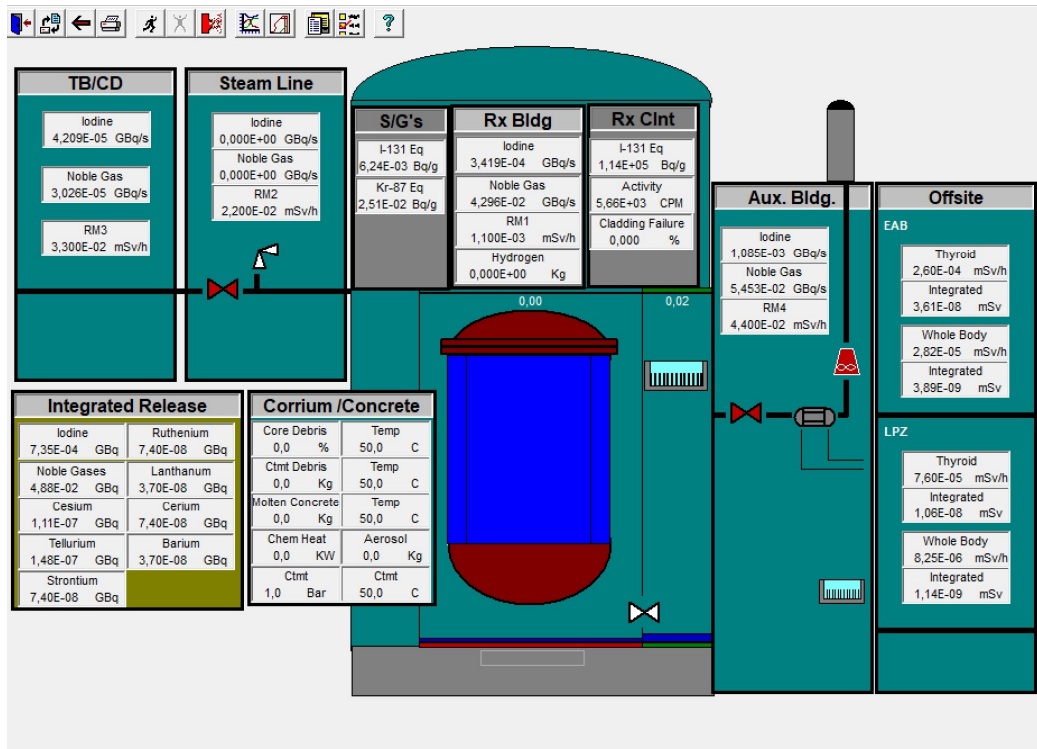 ?
TB/CD
Iodine
4,209E-05 GBq/s
Noble Gas
3,026E-05 GBq/s
RM3
3,300E-02 mSv/h
Steam Line
Iodine
0,000E+00 GBq/s
Noble Gas
0,000E+00 GBq/s
RM2
2,200E-02 mSv/h
S/G's
I-131 Eq
6,24E-03 Bq/g
Kr-87 Eq
2,51E-02 Bq/g
Rx Bldg
Iodine
3,419E-04 GBq/s
Noble Gas
4,296E-02 GBq/s
RM1
1,100E-03 mSv/h
Hydrogen
0,000E+00 Kg
Rx Clnt
I-131 Eq
1,14E+05 Bq/g
Activity
5,66E+03 CPM
Cladding Failure
0,000 %
0,00
0,02
Aux. Bldg.
Iodine
1,085E-03 GBq/s
Noble Gas
5,453E-02 GBq/s
RM4
4,400E-02 mSv/h
Offsite
EAB
Thyroid
2,60E-04 mSv/h
Integrated
3,61E-08 mSv
Whole Body
2,82E-05 mSv/h
Integrated
3,89E-09 mSv
LPZ
Thyroid
7,60E-05 mSv/h
Integrated
1,06E-08 mSv
Whole Body
8,25E-06 mSv/h
Integrated
1,14E-09 mSv
Integrated Release
Iodine
7,35E-04 GBq
Ruthenium
7,40E-08 GBq
Noble Gases
4,88E-02 GBq
Lanthanum
3,70E-08 GBq
Cesium
1,11E-07 GBq
Cerium
7,40E-08 GBq
Tellurium
1,48E-07 GBq
Barium
3,70E-08 GBq
Strontium
7,40E-08 GBq
Corrium /Concrete
Core Debris
0,0 %
Temp
50,0 C
Ctmt Debris
0,0 Kg
Temp
50,0 C
Molten Concrete
0,0 Kg
Temp
50,0 C
Chem Heat
0,0 KW
Aerosol
0,0 Kg
Ctmt
1,0 Bar
Ctmt
50,0 C